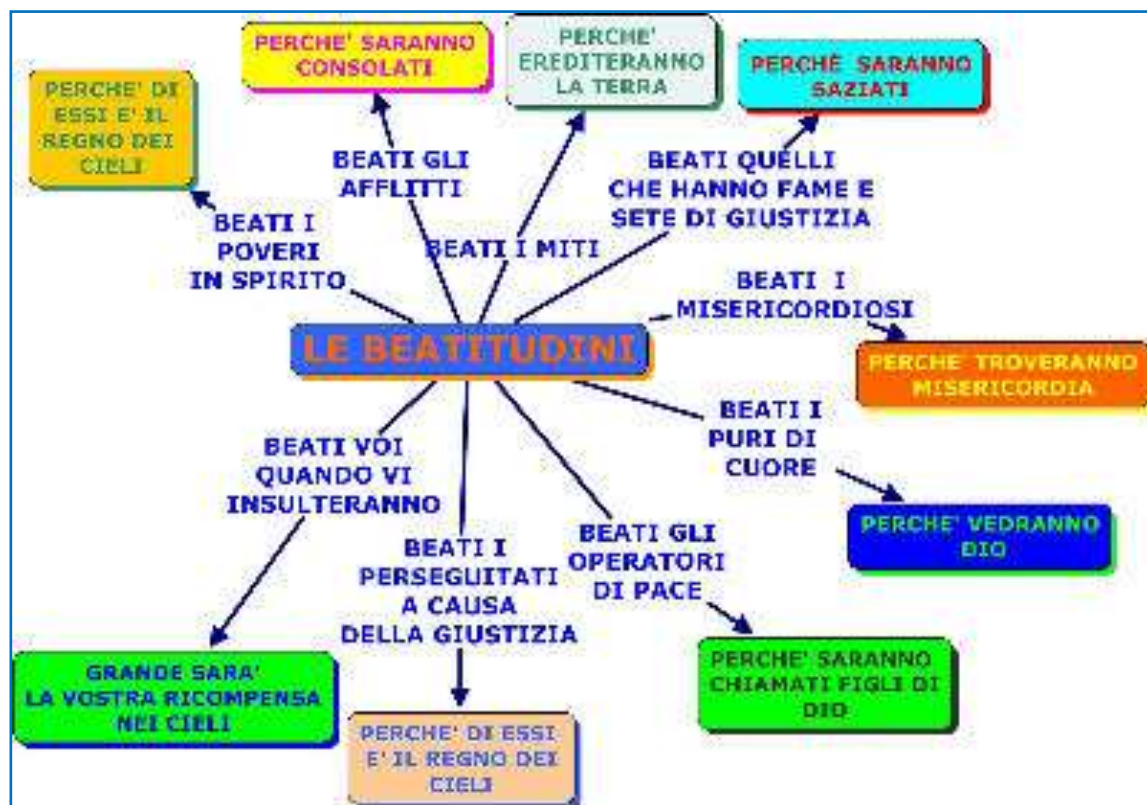 LE BEATITUDINI
BEATI I
POVERI
IN SPIRITO
PERCHE' DI
ESSI E' IL
REGNO DEI
CIELI
BEATI GLI
AFFLITTI
PERCHE' SARANNO
CONSOLATI
BEATI I MITI
PERCHE'
EREDITERANNO
LA TERRA
BEATI QUELLI
CHE HANNO FAME E
SETE DI GIUSTIZIA
PERCHÈ SARANNO
SAZIATI
BEATI I
MISERICORDIOSI
PERCHE' TROVERANNO
MISERICORDIA
BEATI I
PURI DI
CUORE
PERCHE' VEDRANNO
DIO
BEATI GLI
OPERATORI
DI PACE
PERCHE' SARANNO
CHIAMATI FIGLI DI
DIO
BEATI I
PERSEGUITATI
A CAUSA
DELLA GIUSTIZIA
PERCHE' DI ESSI
E' IL REGNO DEI
CIELI
BEATI VOI
QUANDO VI
INSULTERANNO
GRANDE SARA'
LA VOSTRA RICOMPENSA
NEI CIELI